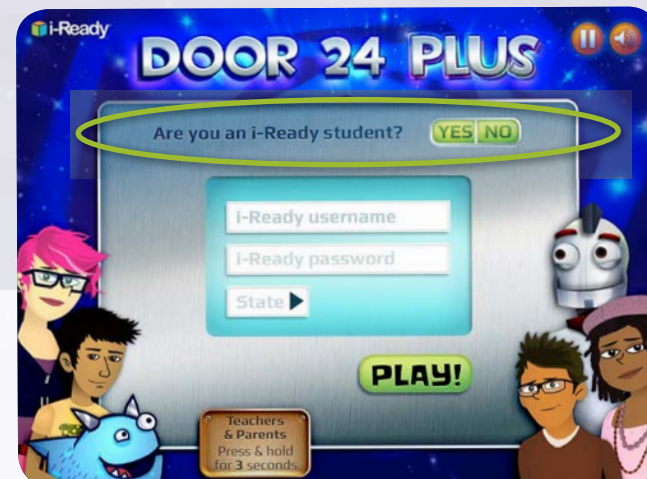 i-Ready
DOOR 24 PLUS
Are you an i-Ready student? YES NO
i-Ready username
i-Ready password
State
PLAY!
Teachers
& Parents
Press & hold
for 3 seconds